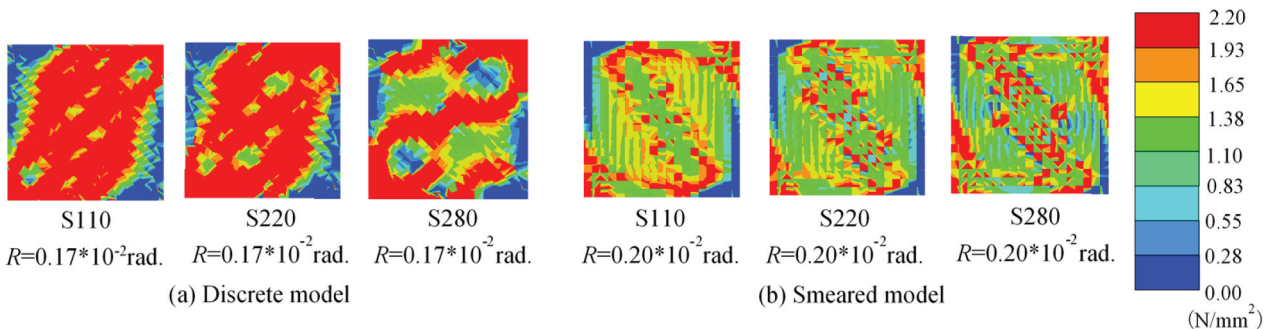 S110
R=0.17*10⁻²rad.
S220
R=0.17*10⁻²rad.
S280
R=0.17*10⁻²rad.
(a) Discrete model
S110
R=0.20*10⁻²rad.
S220
R=0.20*10⁻²rad.
S280
R=0.20*10⁻²rad.
(b) Smeared model
2.20
1.93
1.65
1.38
1.10
0.83
0.55
0.28
0.00
(N/mm²)